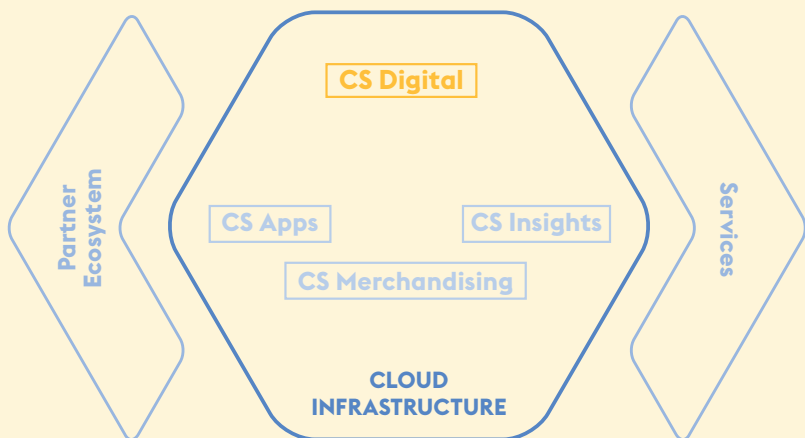 CS Digital
Partner
Ecosystem
CS Apps
CS Insights
Services
CS Merchandising
CLOUD
INFRASTRUCTURE